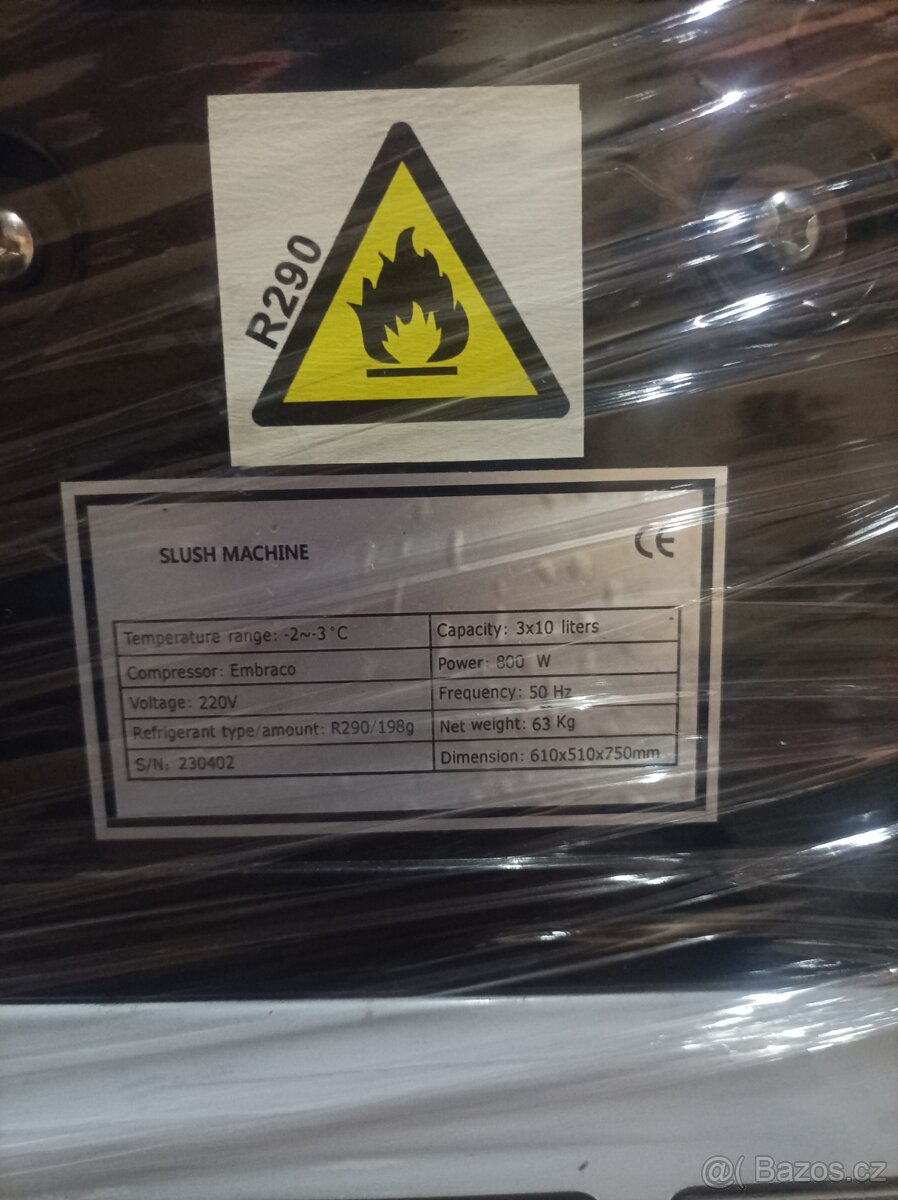 R290
SLUSH MACHINE
CE
Temperature range: -2~-3°C
Capacity: 3x10 liters
Compressor: Embraco
Power: 800 W
Voltage: 220V
Frequency: 50 Hz
Refrigerant type/amount: R290/198g
Net weight: 63 Kg
S/N: 230402
Dimension: 610x510x750mm
@( Bazos.cz